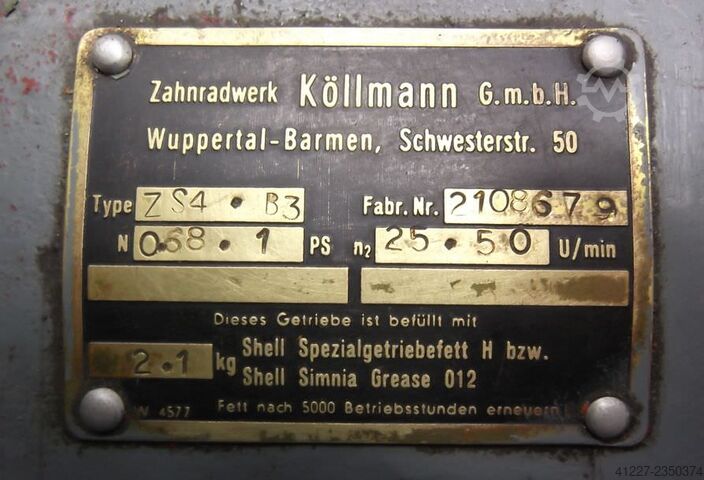 Zahnradwerk Köllmann G.m.b.H.
Wuppertal-Barmen, Schwesterstr. 50
Type ZS4 · B3 Fabr. Nr. 2108679
N 0.68 · 1 PS n₂ 25 · 50 U/min
Dieses Getriebe ist befüllt mit
2.1 kg Shell Spezialgetriebefett H bzw.
Shell Simnia Grease 012
W 4577 Fett nach 5000 Betriebsstunden erneuern
41227-2350374